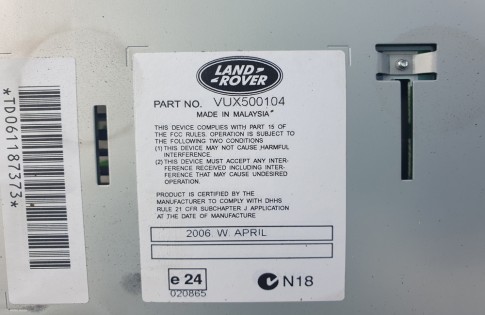 *TD061187373*
LAND-
-ROVER
PART NO. VUX500104
MADE IN MALAYSIA
THIS DEVICE COMPLIES WITH PART 15 OF
THE FCC RULES. OPERATION IS SUBJECT TO
THE FOLLOWING TWO CONDITIONS
(1) THIS DEVICE MAY NOT CAUSE HARMFUL
INTERFERENCE.
(2) THIS DEVICE MUST ACCEPT ANY INTER-
FERENCE RECEIVED INCLUDING INTER-
FERENCE THAT MAY CAUSE UNDESIRED
OPERATION.
PRODUCT IS CERTIFIED BY THE
MANUFACTURER TO COMPLY WITH DHHS
RULE 21 CFR SUBCHAPTER J APPLICATION
AT THE DATE OF MANUFACTURE
2006. W. APRIL
e 24
020865
N18